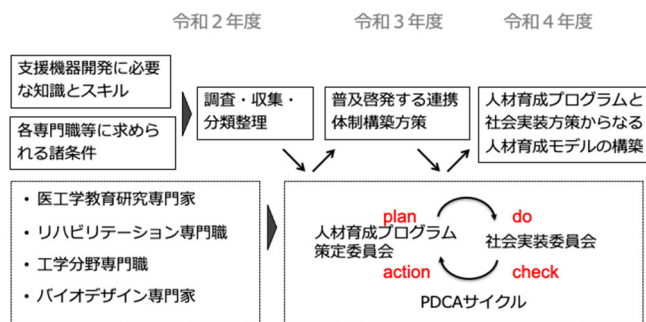 令和２年度
令和３年度
令和４年度
支援機器開発に必要
な知識とスキル
各専門職等に求めら
れる諸条件
調査・収集・
分類整理
普及啓発する連携
体制構築方策
人材育成プログラムと
社会実装方策からなる
人材育成モデルの構築
• 医工学教育研究専門家
• リハビリテーション専門職
• 工学分野専門職
• バイオデザイン専門家
plan
do
人材育成プログラム
策定委員会
社会実装委員会
action
check
PDCAサイクル